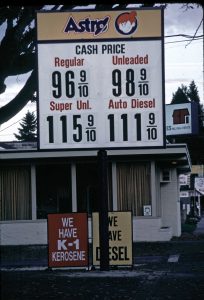 Astro
CASH PRICE
Regular Unleaded
96 9/10 98 9/10
Super Unl. Auto Diesel
115 9/10 111 9/10
WE
HAVE
K-1
KEROSENE
WE
HAVE
DIESEL